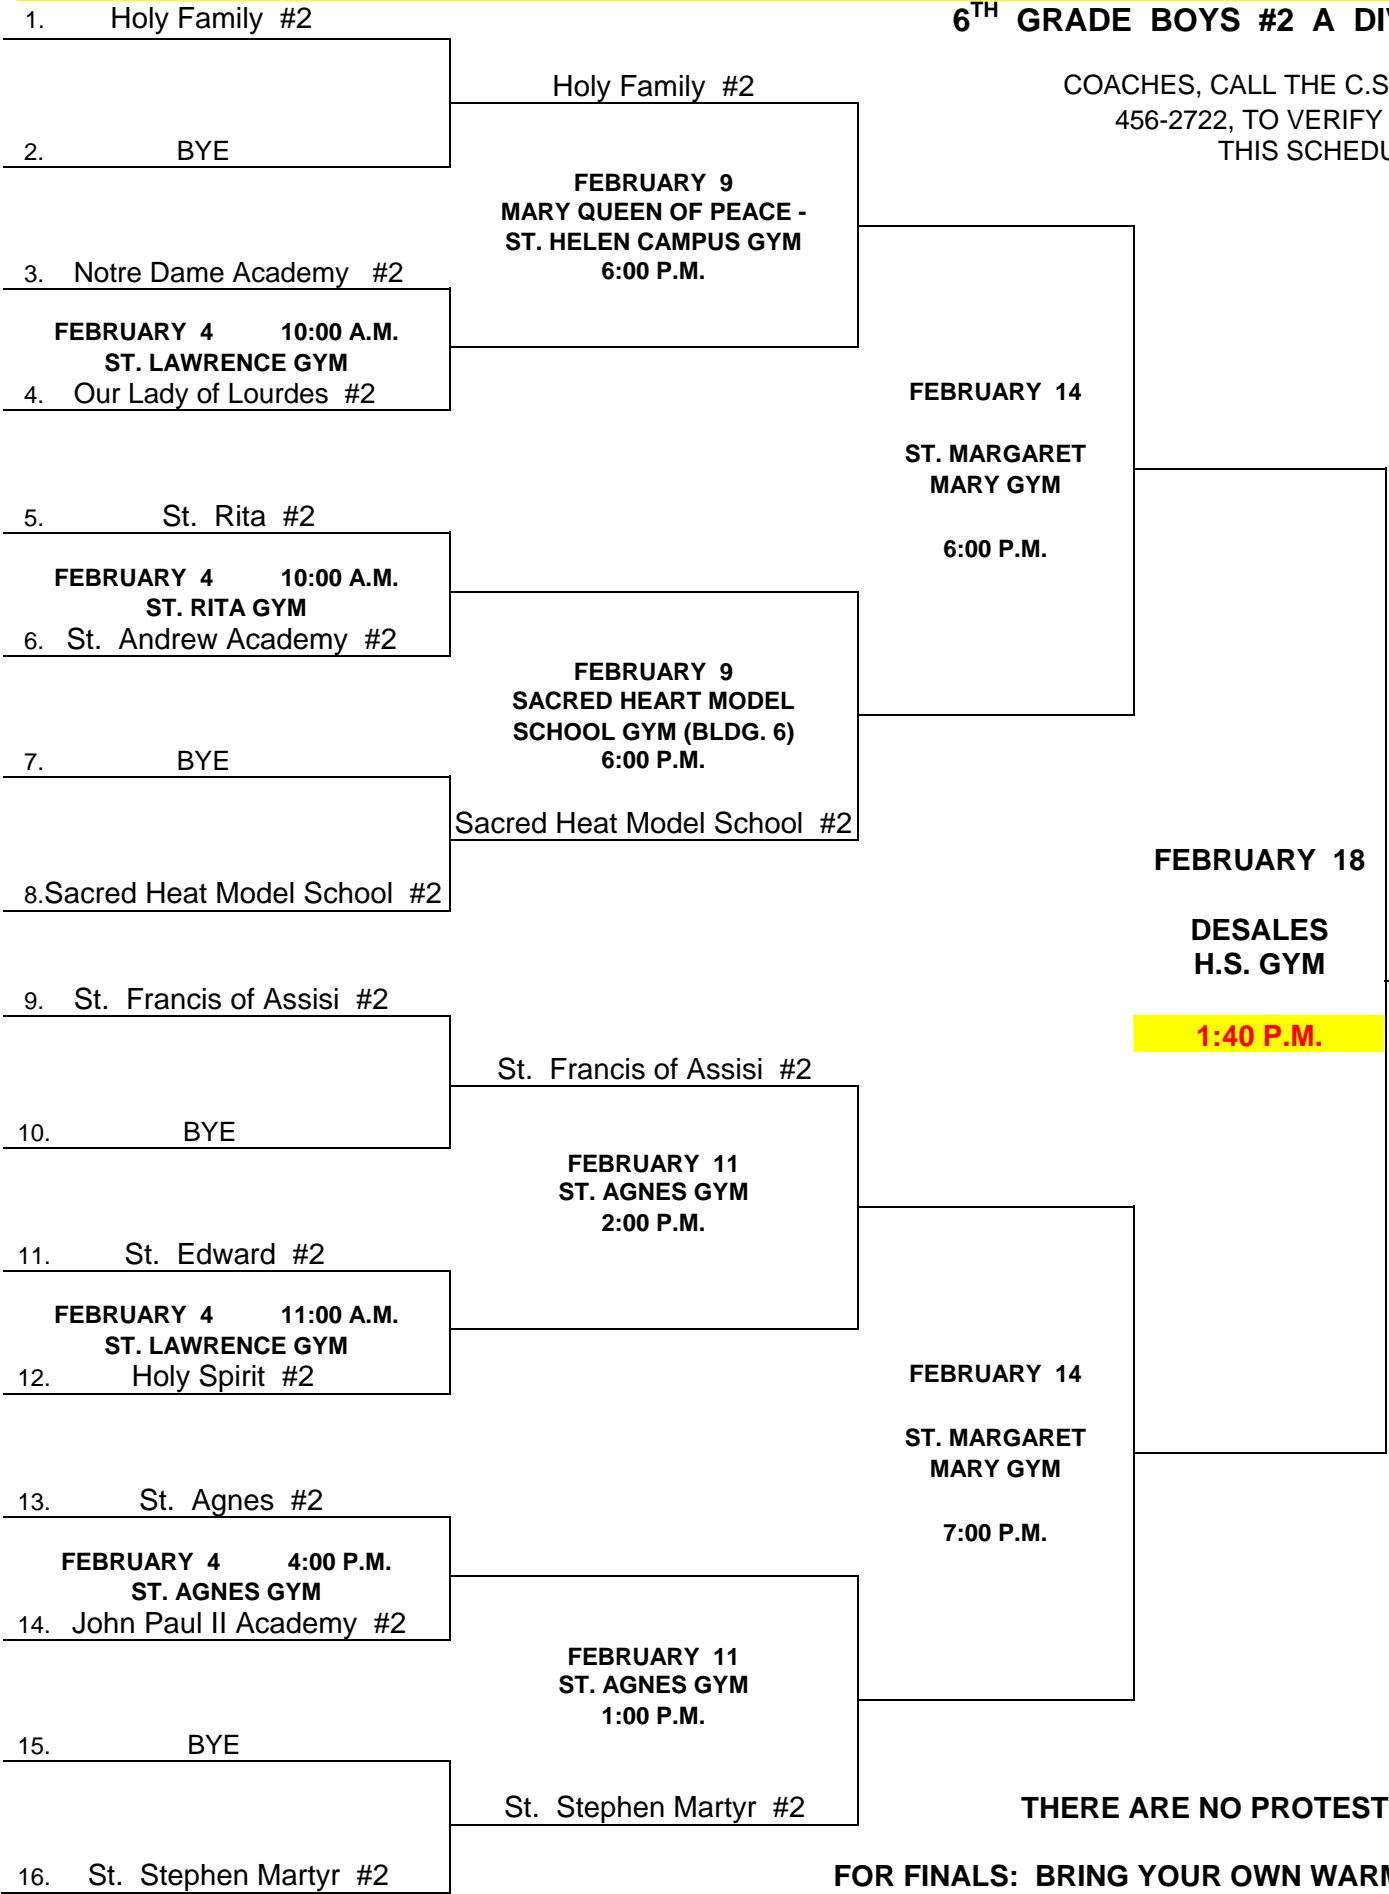 1. Holy Family #2
6TH GRADE BOYS #2 A DI
COACHES, CALL THE C.S
456-2722, TO VERIFY
THIS SCHEDU
Holy Family #2
2. BYE
FEBRUARY 9
MARY QUEEN OF PEACE -
ST. HELEN CAMPUS GYM
6:00 P.M.
3. Notre Dame Academy #2
FEBRUARY 4 10:00 A.M.
ST. LAWRENCE GYM
4. Our Lady of Lourdes #2
FEBRUARY 14
ST. MARGARET
MARY GYM
6:00 P.M.
5. St. Rita #2
FEBRUARY 4 10:00 A.M.
ST. RITA GYM
6. St. Andrew Academy #2
FEBRUARY 9
SACRED HEART MODEL
SCHOOL GYM (BLDG. 6)
6:00 P.M.
7. BYE
Sacred Heat Model School #2
8.Sacred Heat Model School #2
FEBRUARY 18
DESALES
H.S. GYM
1:40 P.M.
9. St. Francis of Assisi #2
St. Francis of Assisi #2
10. BYE
FEBRUARY 11
ST. AGNES GYM
2:00 P.M.
11. St. Edward #2
FEBRUARY 4 11:00 A.M.
ST. LAWRENCE GYM
12. Holy Spirit #2
FEBRUARY 14
ST. MARGARET
MARY GYM
7:00 P.M.
13. St. Agnes #2
FEBRUARY 4 4:00 P.M.
ST. AGNES GYM
14. John Paul II Academy #2
FEBRUARY 11
ST. AGNES GYM
1:00 P.M.
15. BYE
St. Stephen Martyr #2
16. St. Stephen Martyr #2
THERE ARE NO PROTEST
FOR FINALS: BRING YOUR OWN WARM